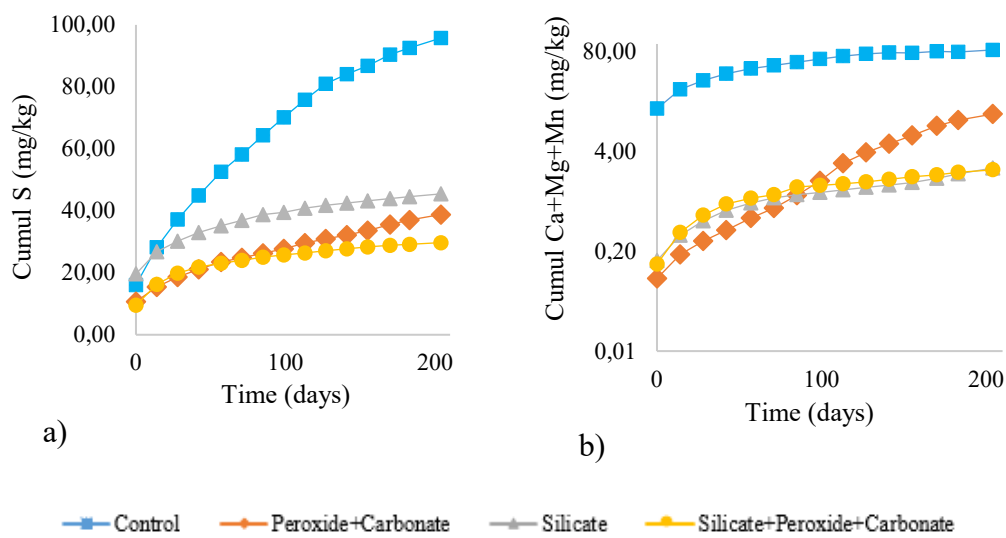 100,00
80,00
60,00
40,00
20,00
0,00
Cumul S (mg/kg)
0
100
200
Time (days)
a)
80,00
4,00
0,20
0,01
Cumul Ca+Mg+Mn (mg/kg)
0
100
200
Time (days)
b)
Control
Peroxide+Carbonate
Silicate
Silicate+Peroxide+Carbonate